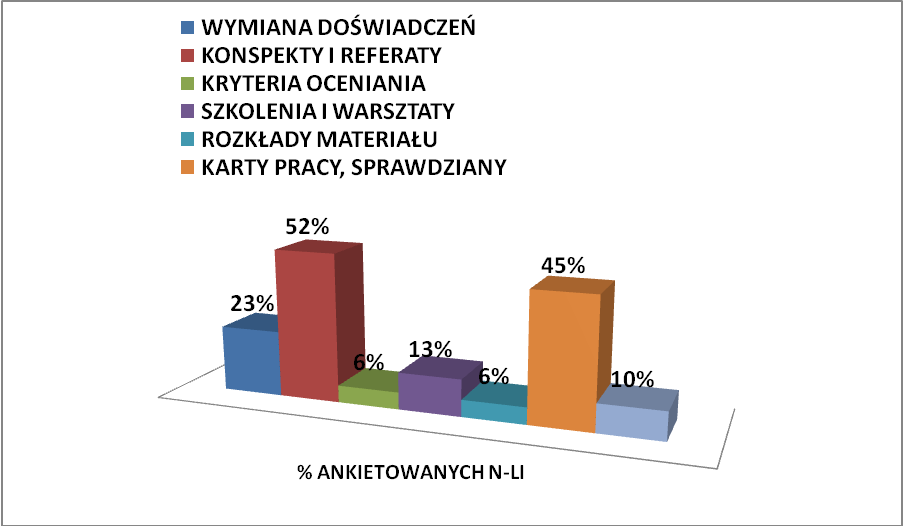 WYMIANA DOŚWIADCZEŃ
KONSPEKTY I REFERATY
KRYTERIA OCENIANIA
SZKOLENIA I WARSZTATY
ROZKŁADY MATERIAŁU
KARTY PRACY, SPRAWDZIANY
52%
45%
23%
13%
6%
6%
10%
% ANKIETOWANYCH N-LI